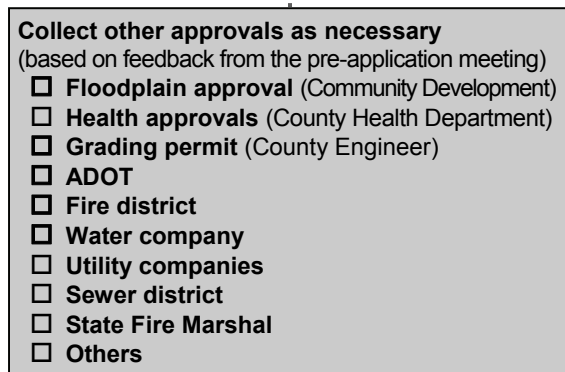 Collect other approvals as necessary
(based on feedback from the pre-application meeting)
☐ Floodplain approval (Community Development)
☐ Health approvals (County Health Department)
☐ Grading permit (County Engineer)
☐ ADOT
☐ Fire district
☐ Water company
☐ Utility companies
☐ Sewer district
☐ State Fire Marshal
☐ Others